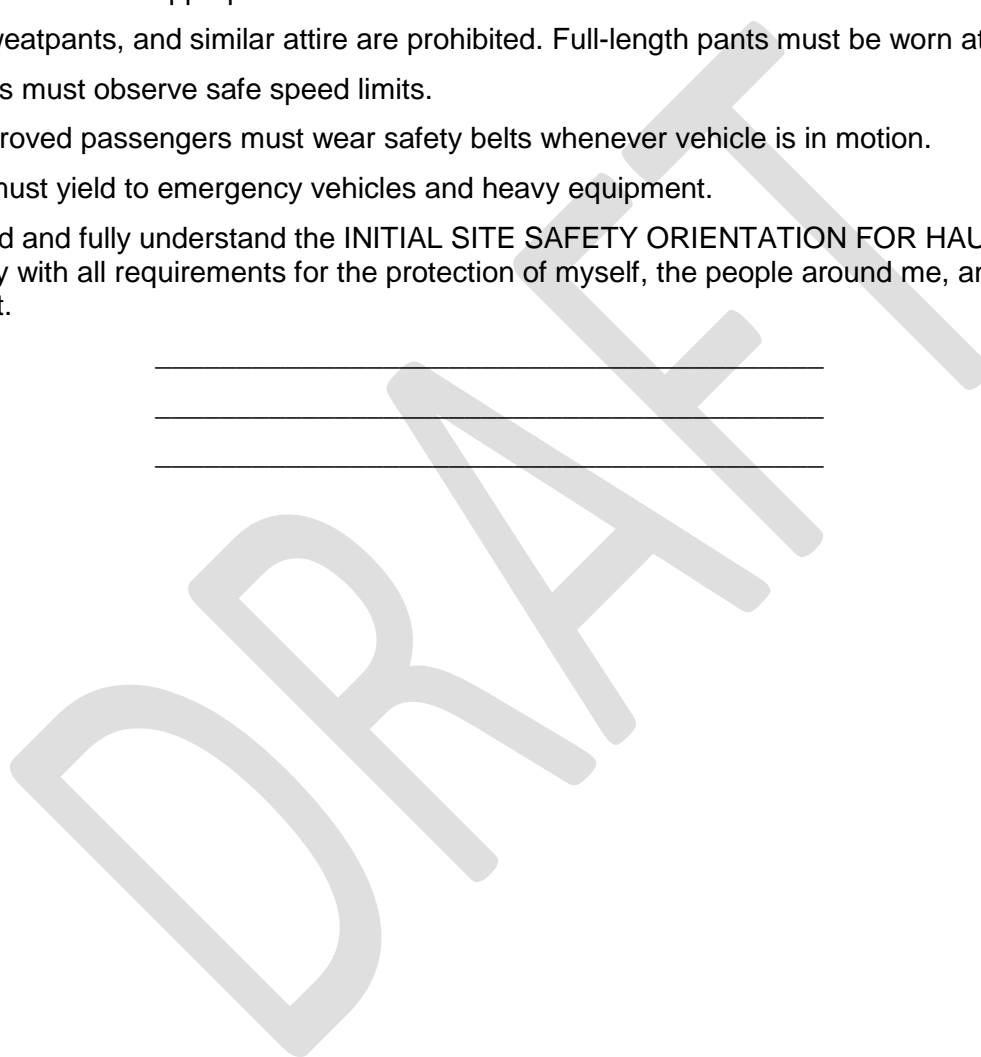 veatpants, and similar attire are prohibited. Full-length pants must be worn at
s must observe safe speed limits.
roved passengers must wear safety belts whenever vehicle is in motion.
must yield to emergency vehicles and heavy equipment.
d and fully understand the INITIAL SITE SAFETY ORIENTATION FOR HAU
y with all requirements for the protection of myself, the people around me, an
t.
DRAFT